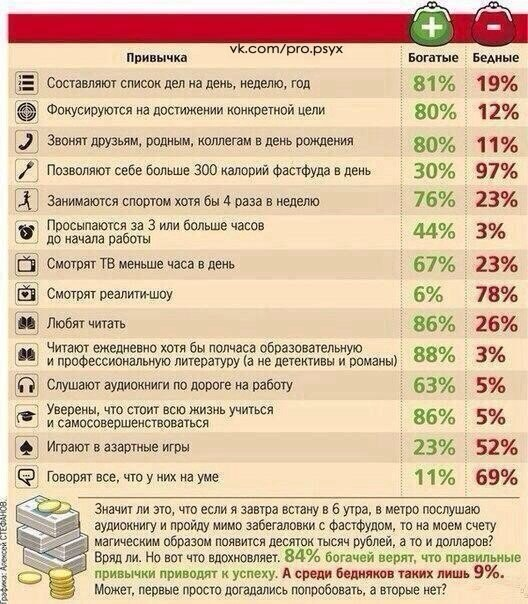 + -
vk.com/pro.psyx
Привычка Богатые Бедные
Составляют список дел на день, неделю, год 81% 19%
Фокусируются на достижении конкретной цели 80% 12%
Звонят друзьям, родным, коллегам в день рождения 80% 11%
Позволяют себе больше 300 калорий фастфуда в день 30% 97%
Занимаются спортом хотя бы 4 раза в неделю 76% 23%
Просыпаются за 3 или больше часов
до начала работы 44% 3%
Смотрят ТВ меньше часа в день 67% 23%
Смотрят реалити-шоу 6% 78%
Любят читать 86% 26%
Читают ежедневно хотя бы полчаса образовательную
и профессиональную литературу (а не детективы и романы) 88% 3%
Слушают аудиокниги по дороге на работу 63% 5%
Уверены, что стоит всю жизнь учиться
и самосовершенствоваться 86% 5%
Играют в азартные игры 23% 52%
Говорят все, что у них на уме 11% 69%
Значит ли это, что если я завтра встану в 6 утра, в метро послушаю
аудиокнигу и пройду мимо забегаловки с фастфудом, то на моем счету
магическим образом появится десяток тысяч рублей, а то и долларов?
Вряд ли. Но вот что вдохновляет. 84% богачей верят, что правильные
привычки приводят к успеху. А среди бедняков таких лишь 9%.
Может, первые просто догадались попробовать, а вторые нет?
Графика: Алексей СТЕФАНОВ.